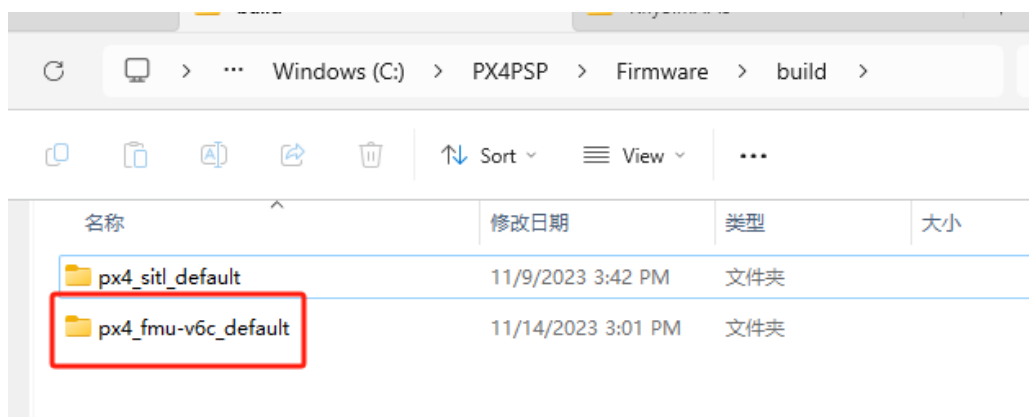 Windows (C:) > PX4PSP > Firmware > build >
Sort View
名称 修改日期 类型 大小
px4_sitl_default 11/9/2023 3:42 PM 文件夹
px4_fmu-v6c_default 11/14/2023 3:01 PM 文件夹